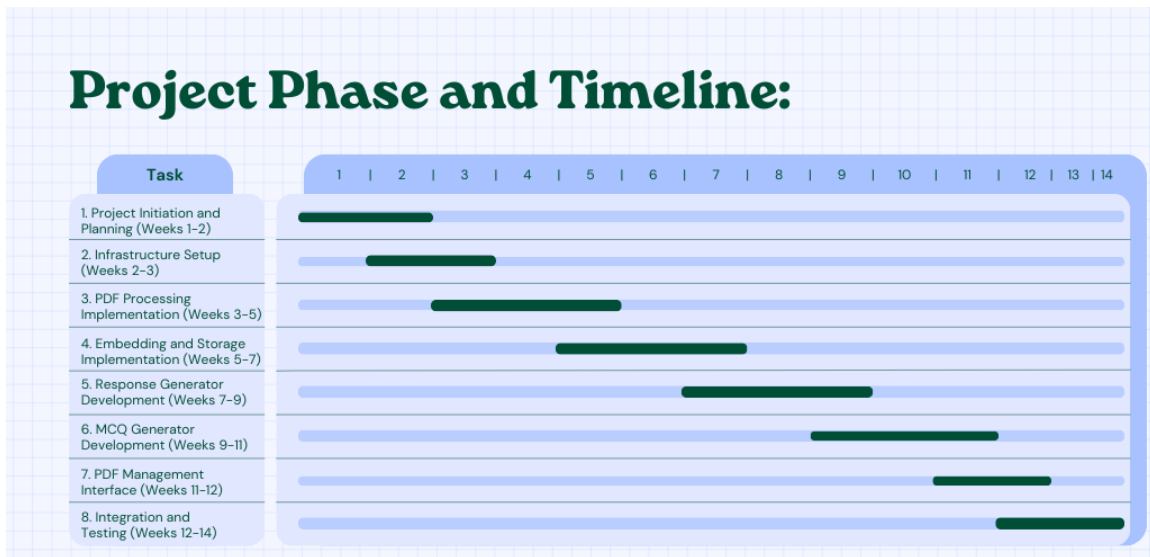 Project Phase and Timeline:
Task
1 | 2 | 3 | 4 | 5 | 6 | 7 | 8 | 9 | 10 | 11 | 12 | 13 | 14
1. Project Initiation and
Planning (Weeks 1-2)
2. Infrastructure Setup
(Weeks 2-3)
3. PDF Processing
Implementation (Weeks 3-5)
4. Embedding and Storage
Implementation (Weeks 5-7)
5. Response Generator
Development (Weeks 7-9)
6. MCQ Generator
Development (Weeks 9-11)
7. PDF Management
Interface (Weeks 11-12)
8. Integration and
Testing (Weeks 12-14)